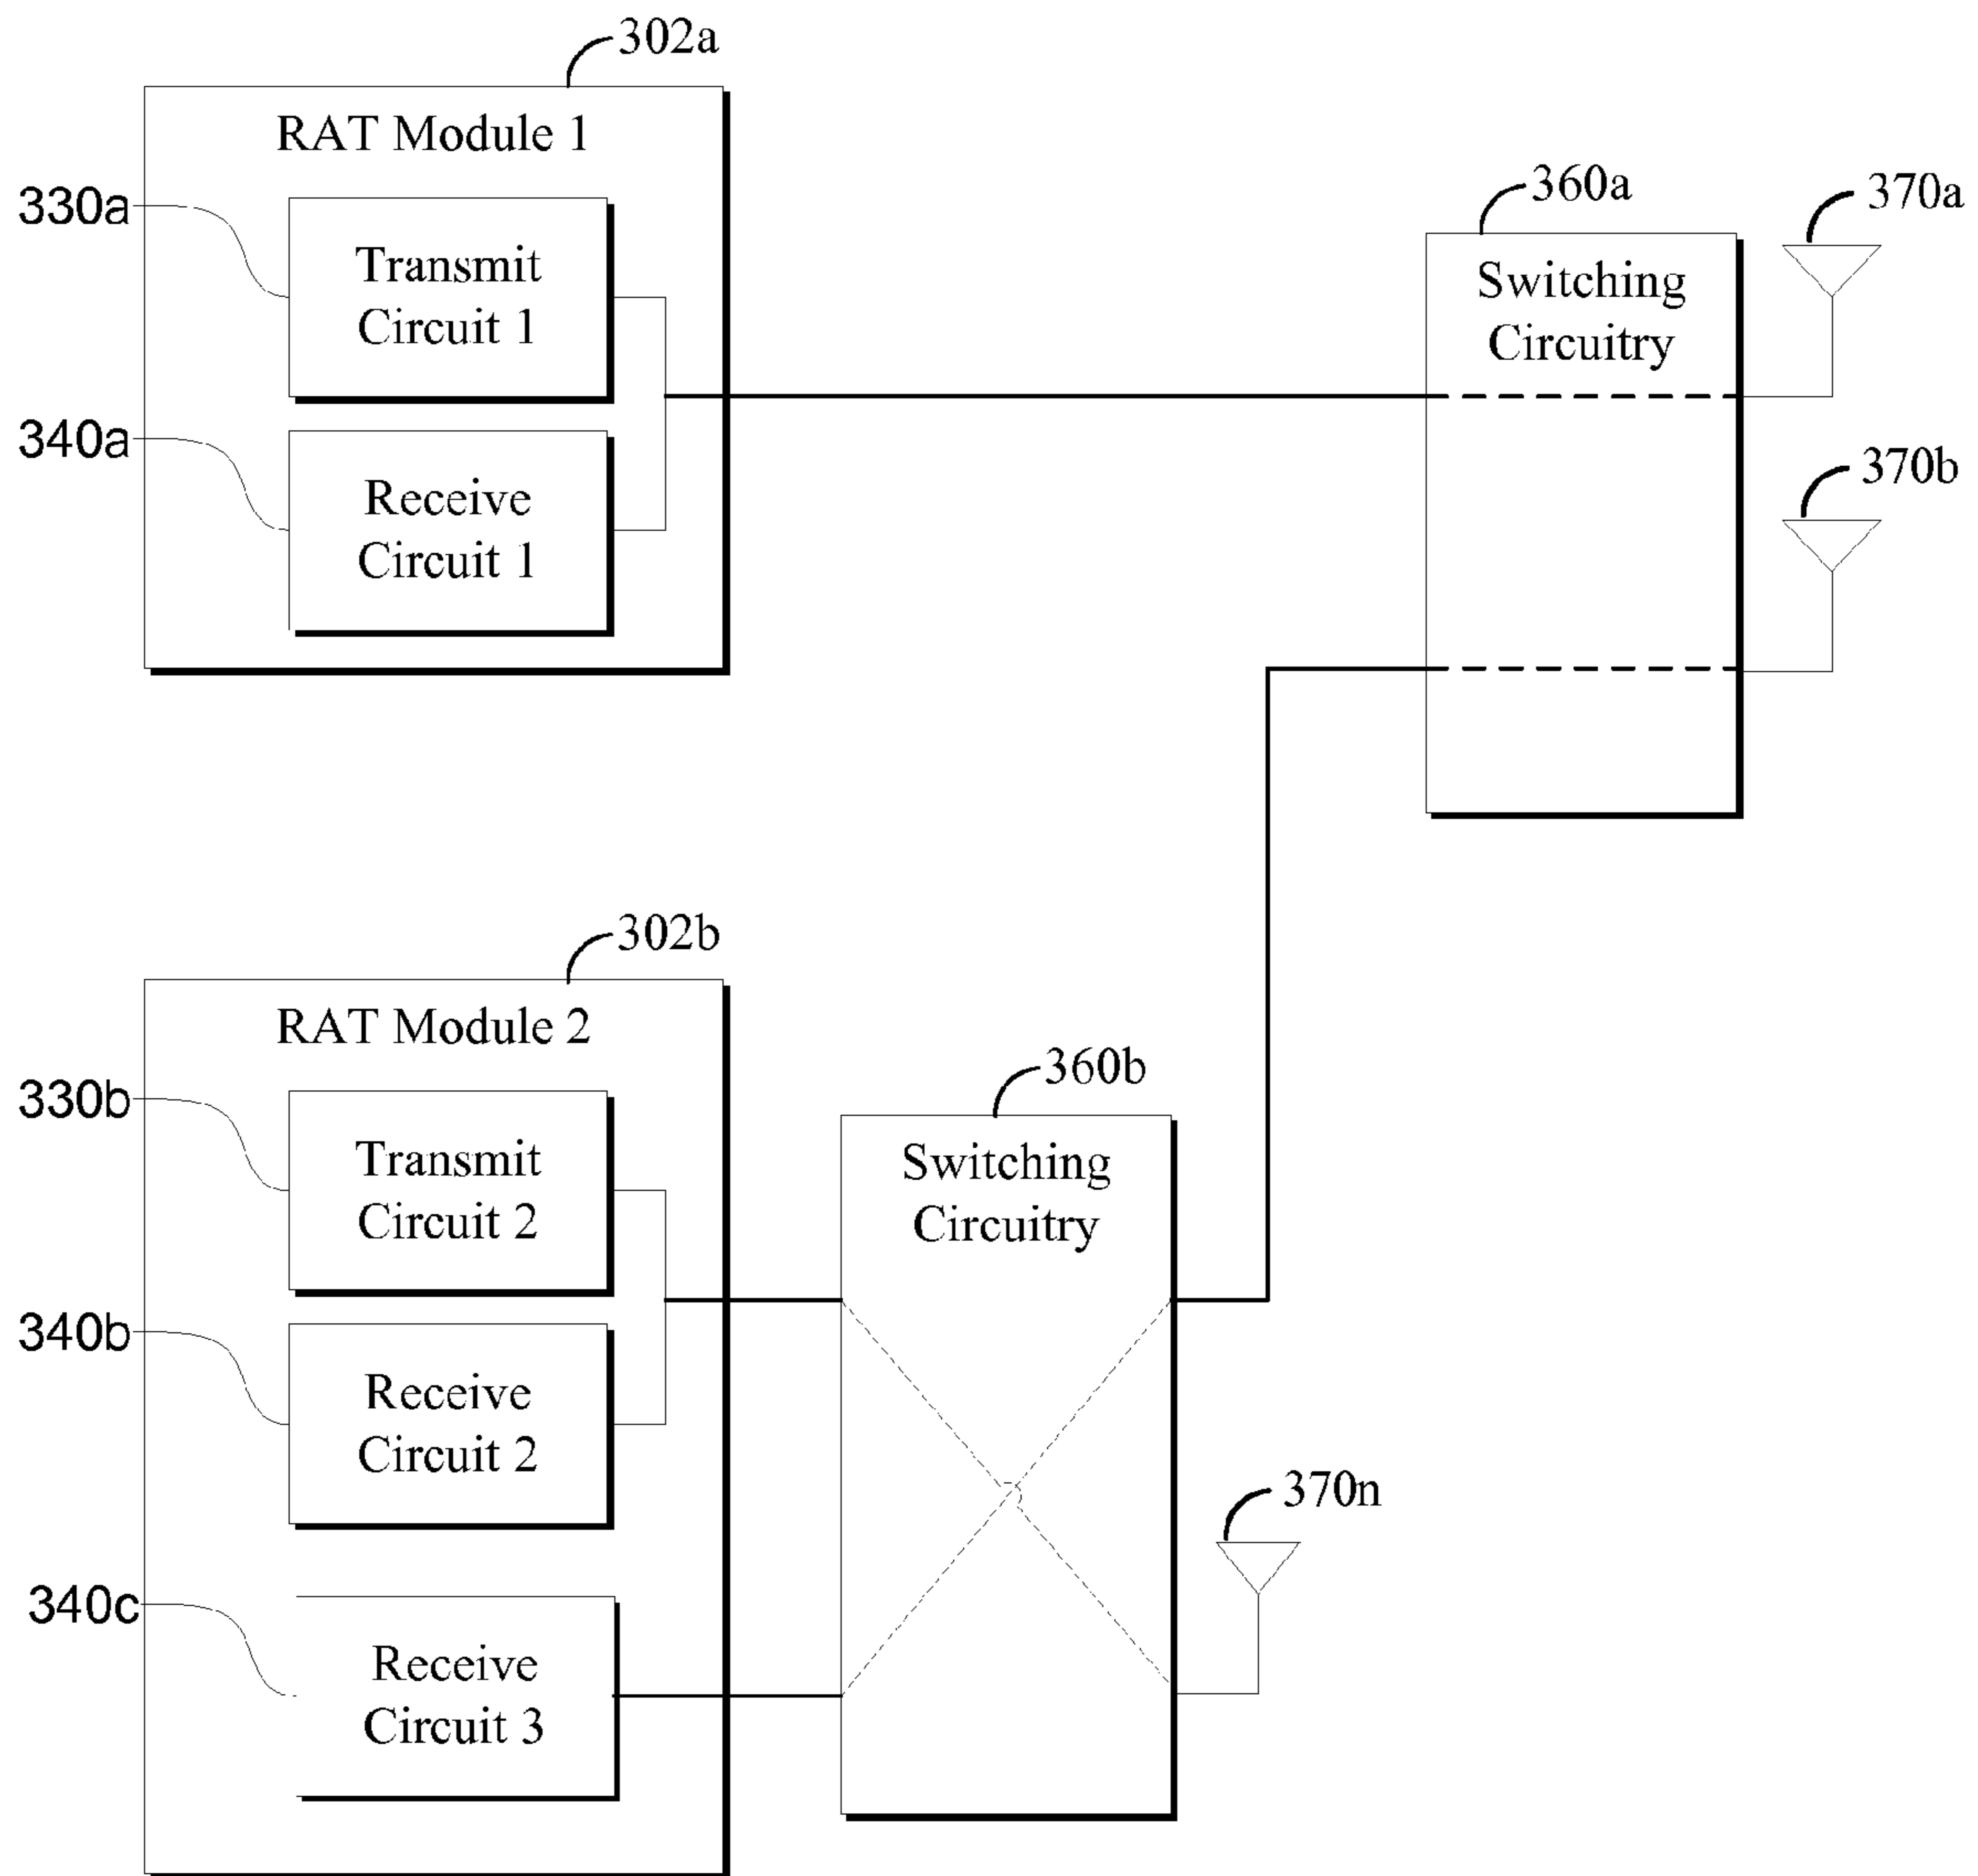 302a
RAT Module 1
330a
Transmit
Circuit 1
340a
Receive
Circuit 1
360a
Switching
Circuitry
370a
370b
302b
RAT Module 2
330b
Transmit
Circuit 2
340b
Receive
Circuit 2
340c
Receive
Circuit 3
360b
Switching
Circuitry
370n